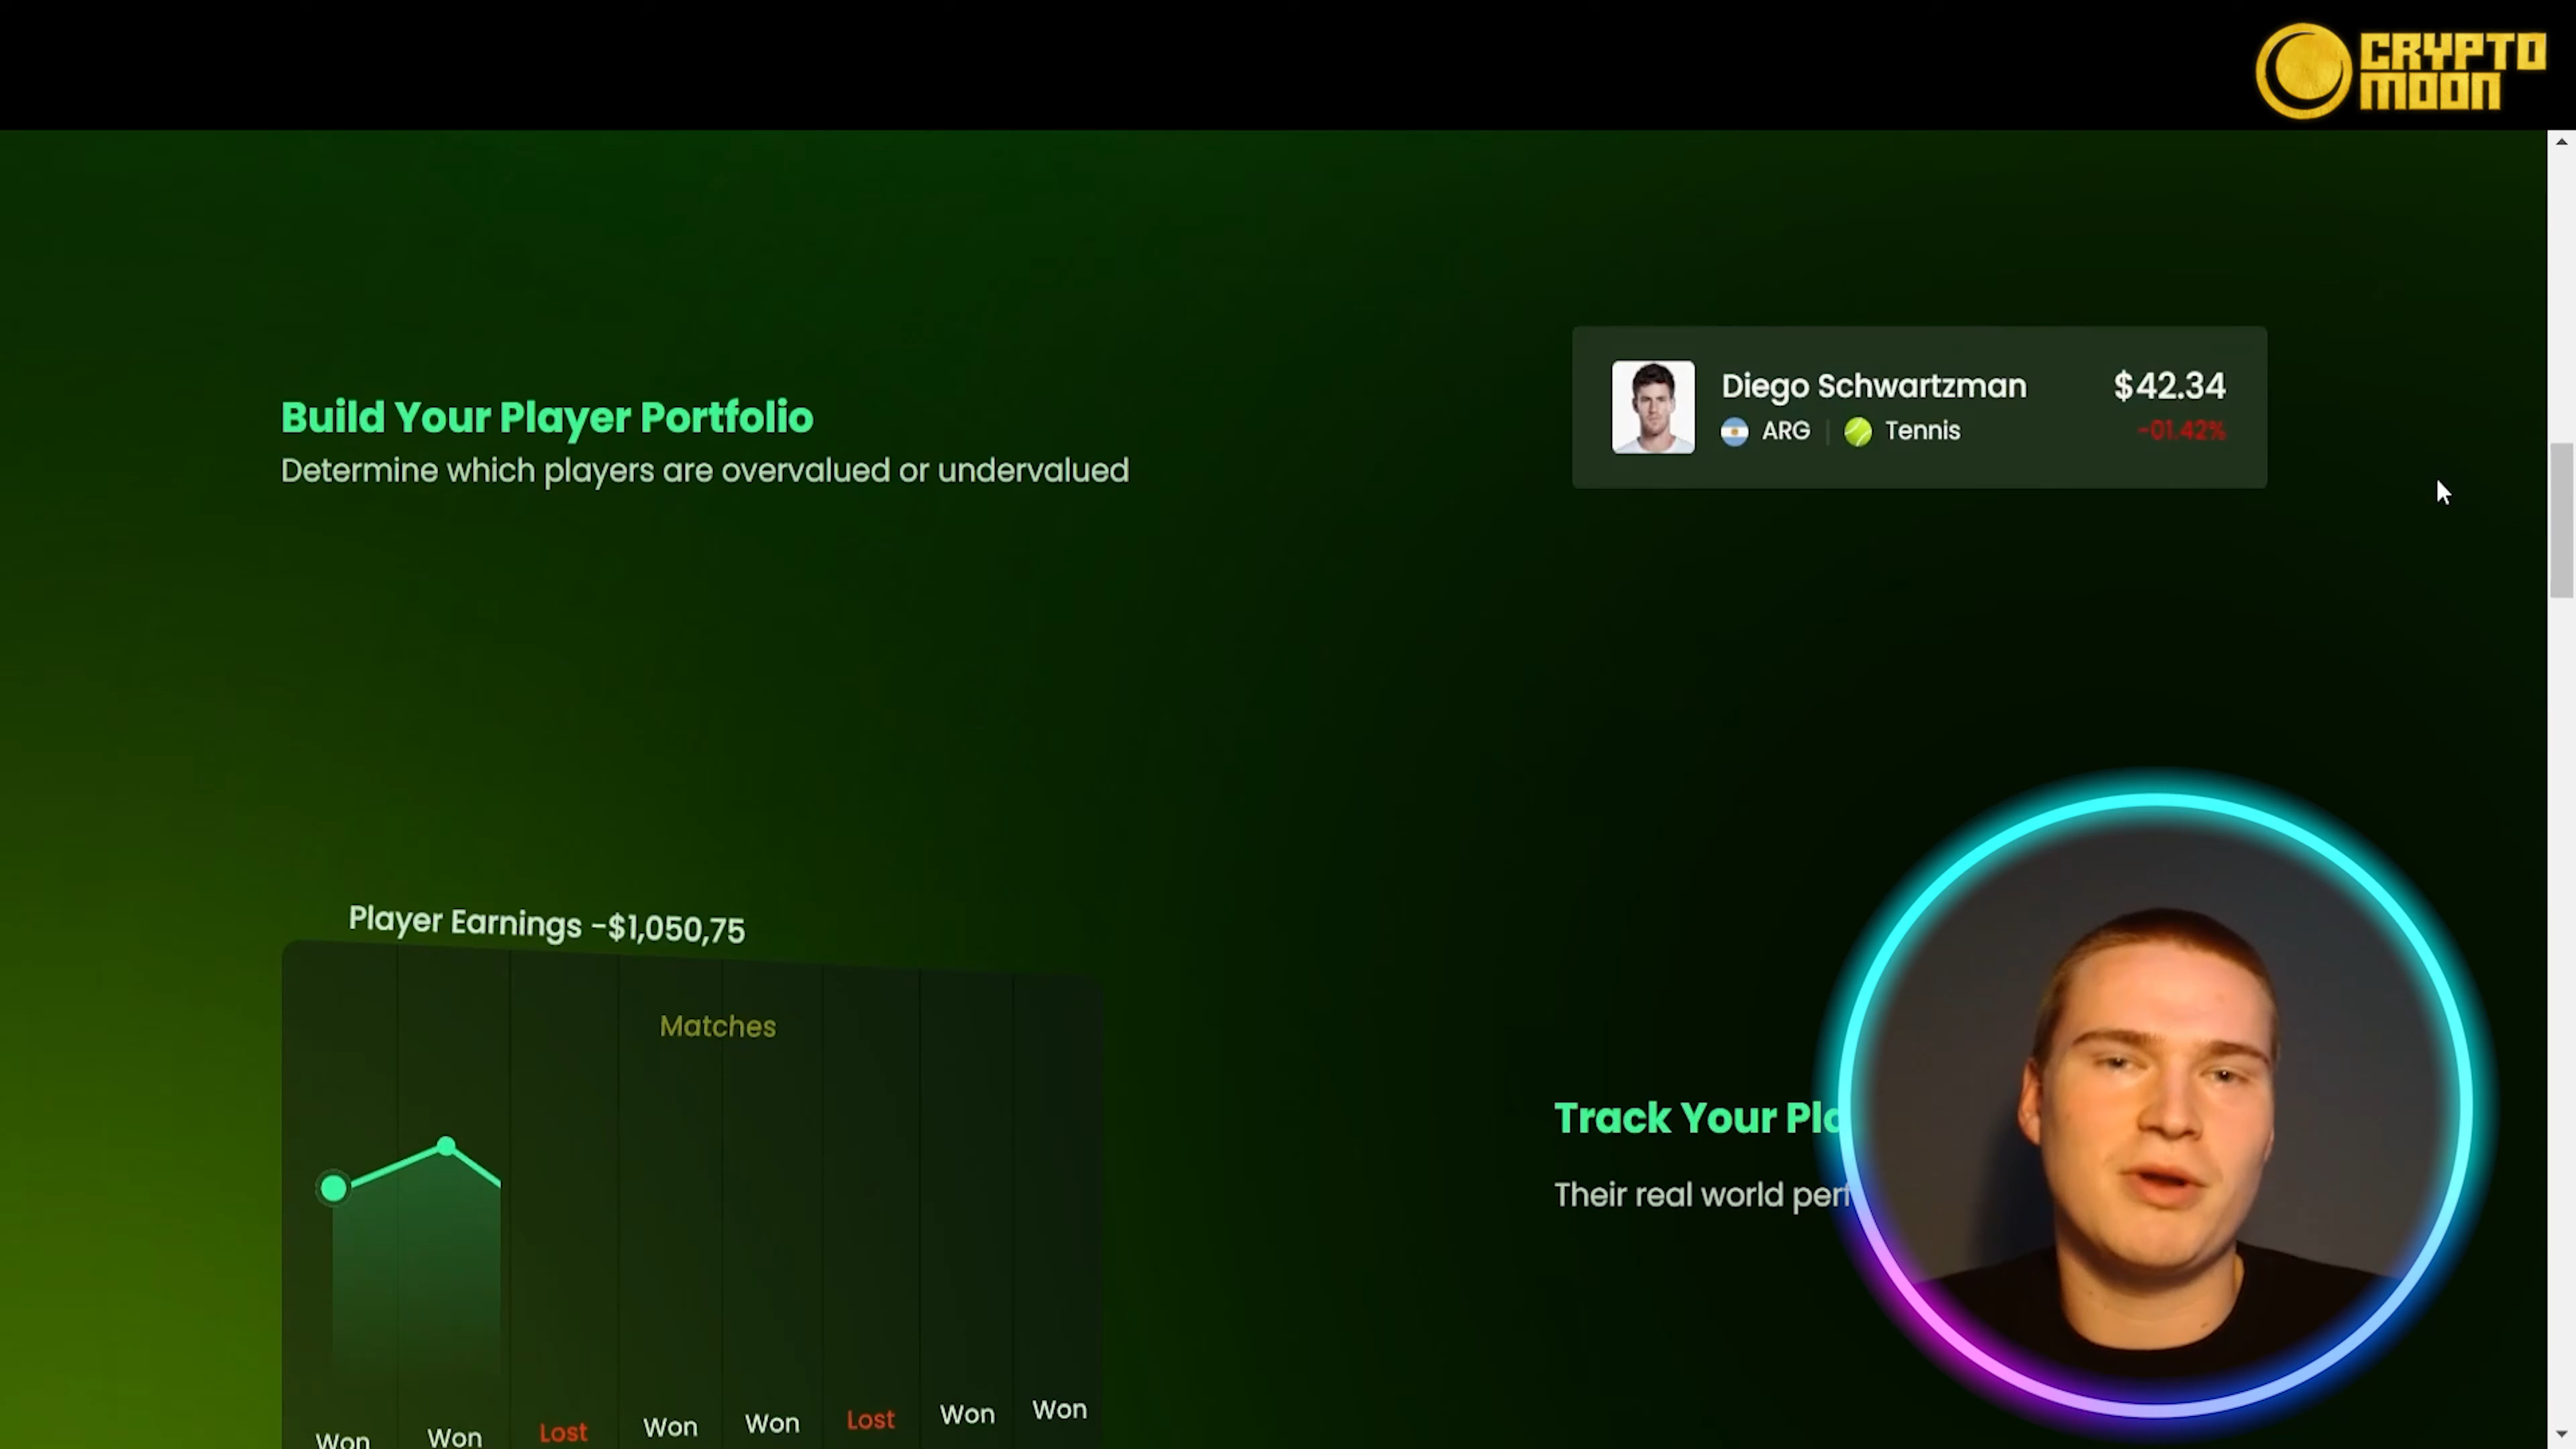 CRYPTO
MOON
Diego Schwartzman $42.34
ARG | Tennis -01.42%
Build Your Player Portfolio
Determine which players are overvalued or undervalued
Player Earnings -$1,050,75
Matches
Track Your
Their real world
Won Won Lost Won Won Lost Won Won